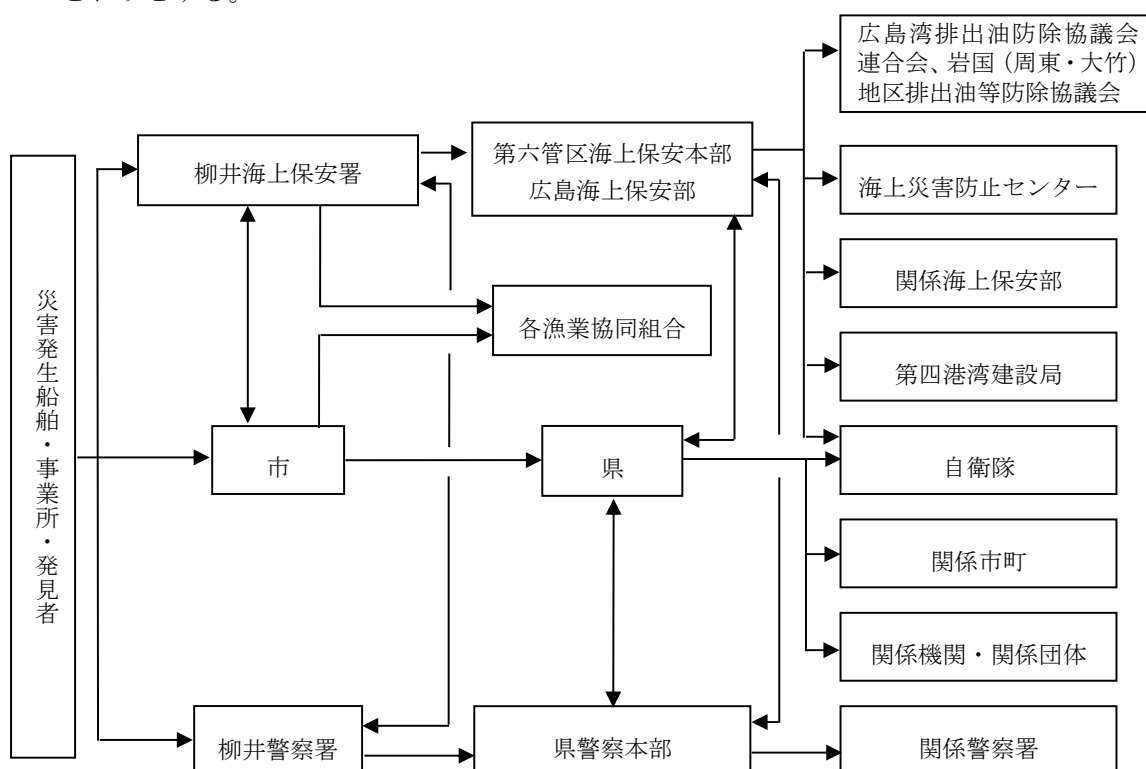 を行うとする。
広島湾排出油防除協議会
連合会、岩国（周東・大竹）
地区排出油等防除協議会
柳井海上保安署
第六管区海上保安本部
広島海上保安部
海上災害防止センター
関係海上保安部
災害発生船舶・事業所・発見者
各漁業協同組合
第四港湾建設局
市
県
自衛隊
関係市町
関係機関・関係団体
柳井警察署
県警察本部
関係警察署